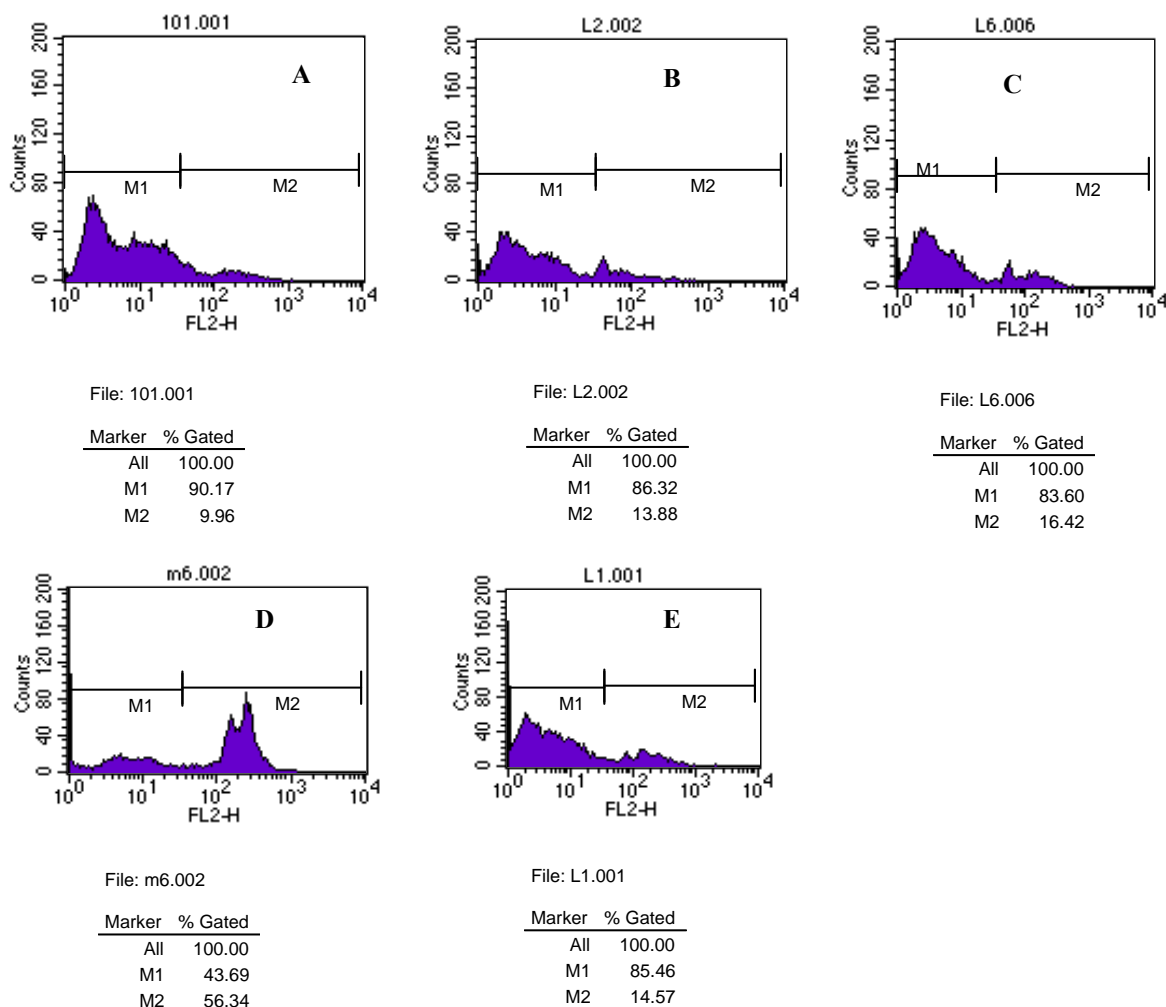 101.001
200
160
120
80
40
0
Counts
A
M1
M2
10^0 10^1 10^2 10^3 10^4
FL2-H
File: 101.001
Marker % Gated
All 100.00
M1 90.17
M2 9.96
L2.002
200
160
120
80
40
0
Counts
B
M1
M2
10^0 10^1 10^2 10^3 10^4
FL2-H
File: L2.002
Marker % Gated
All 100.00
M1 86.32
M2 13.88
L6.006
200
160
120
80
40
0
Counts
C
M1
M2
10^0 10^1 10^2 10^3 10^4
FL2-H
File: L6.006
Marker % Gated
All 100.00
M1 83.60
M2 16.42
m6.002
200
160
120
80
40
0
Counts
D
M1
M2
10^0 10^1 10^2 10^3 10^4
FL2-H
File: m6.002
Marker % Gated
All 100.00
M1 43.69
M2 56.34
L1.001
200
160
120
80
40
0
Counts
E
M1
M2
10^0 10^1 10^2 10^3 10^4
FL2-H
File: L1.001
Marker % Gated
All 100.00
M1 85.46
M2 14.57